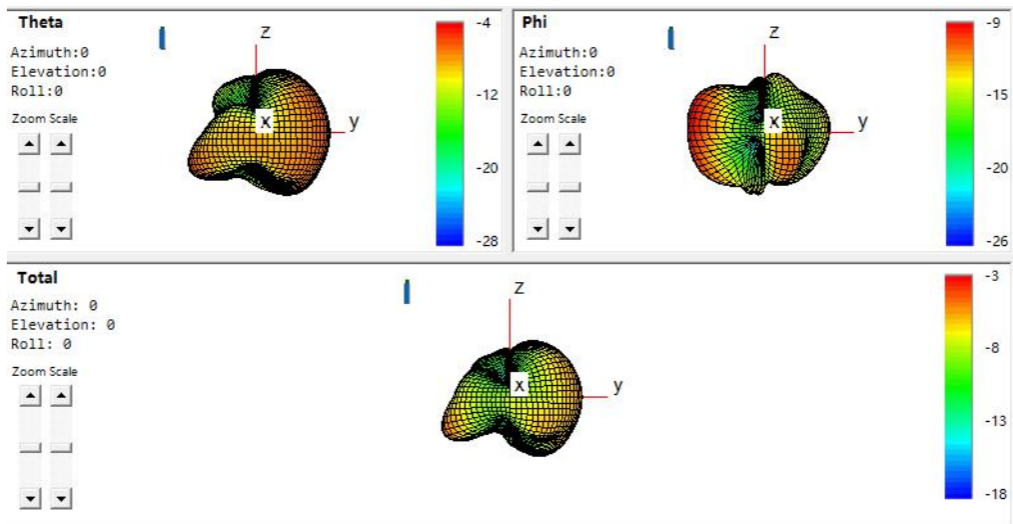 Theta
Azimuth:0
Elevation:0
Roll:0
Zoom Scale
z
x
y
-4
-12
-20
-28
Phi
Azimuth:0
Elevation:0
Roll:0
Zoom Scale
z
x
y
-9
-15
-20
-26
Total
Azimuth: 0
Elevation: 0
Roll: 0
Zoom Scale
z
x
y
-3
-8
-13
-18